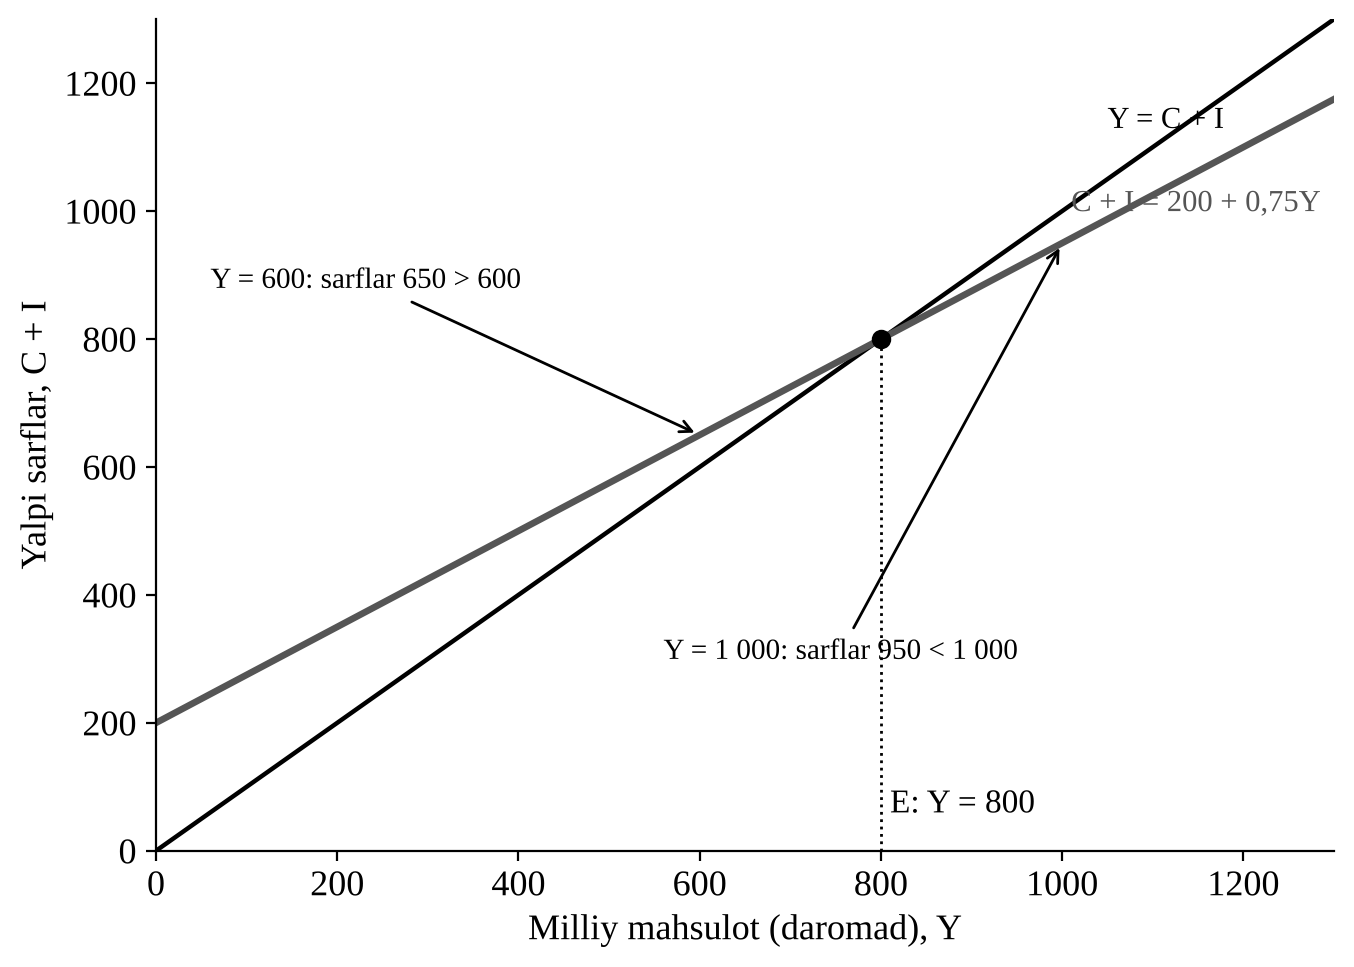 Yalpi sarflar, C + I
1200
1000
800
600
400
200
0
Y = C + I
C + I = 200 + 0,75Y
Y = 600: sarflar 650 > 600
Y = 1 000: sarflar 950 < 1 000
E: Y = 800
0 200 400 600 800 1000 1200
Milliy mahsulot (daromad), Y